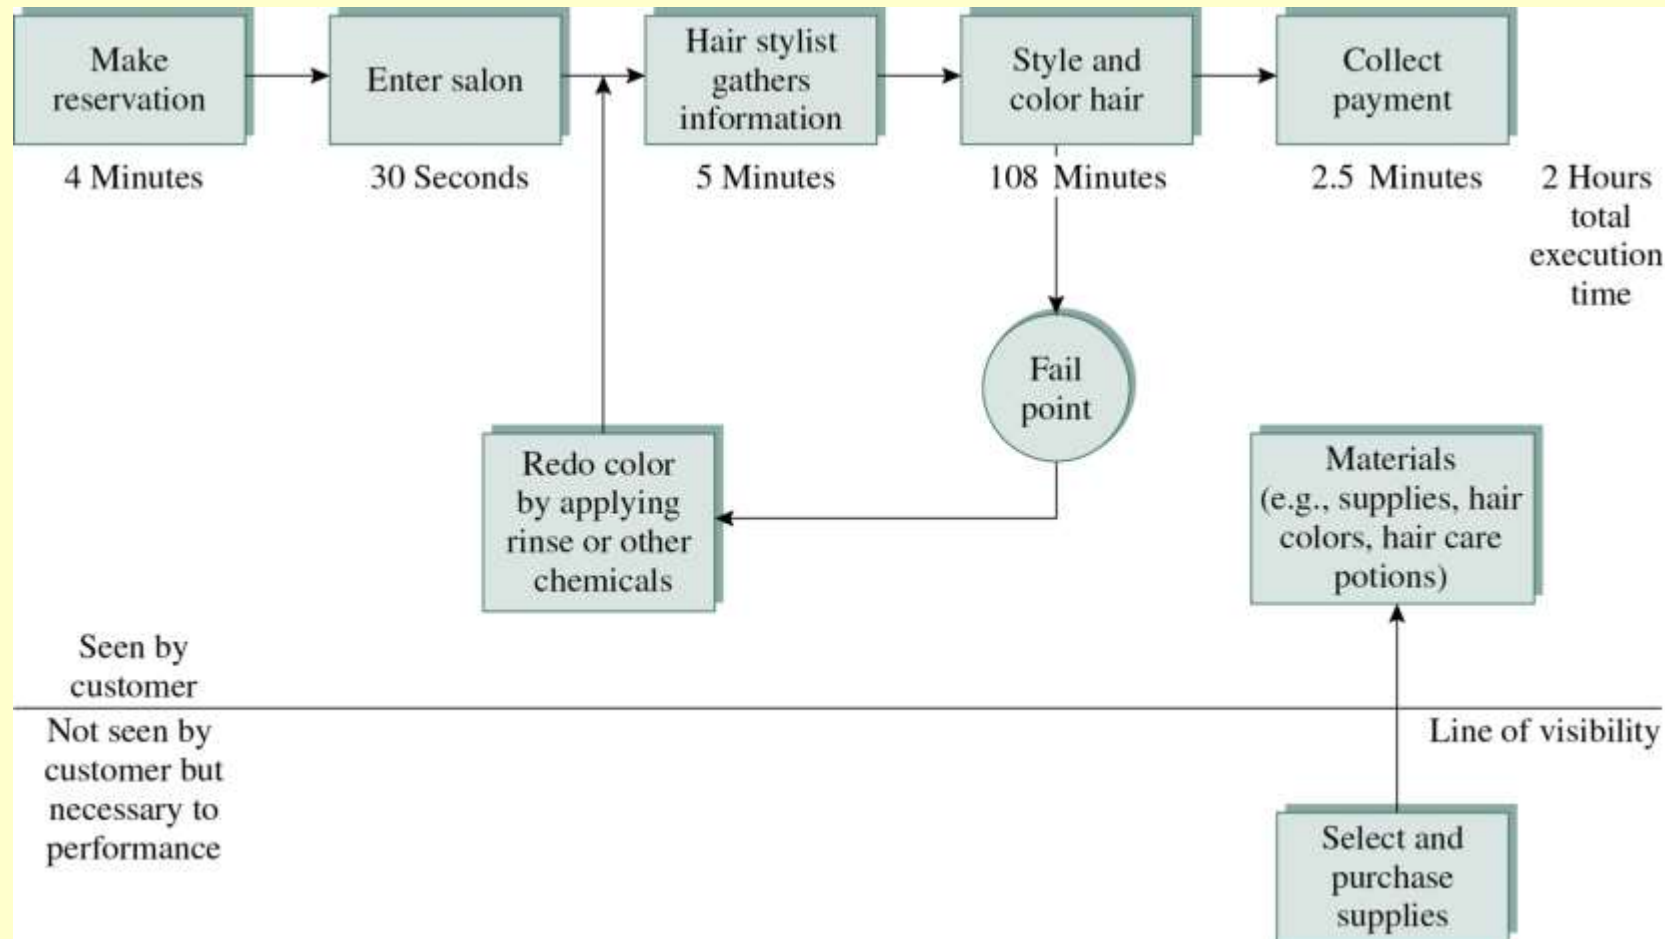 Make
reservation
Enter salon
Hair stylist
gathers
information
Style and
color hair
Collect
payment
4 Minutes
30 Seconds
5 Minutes
108 Minutes
2.5 Minutes
2 Hours
total
execution
time
Fail
point
Redo color
by applying
rinse or other
chemicals
Materials
(e.g., supplies, hair
colors, hair care
potions)
Seen by
customer
Not seen by
customer but
necessary to
performance
Line of visibility
Select and
purchase
supplies